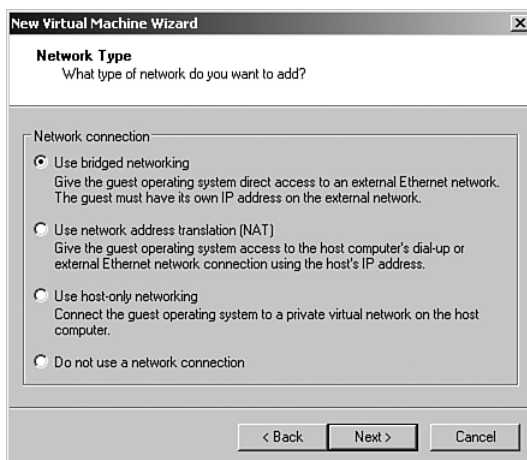 New Virtual Machine Wizard
Network Type
What type of network do you want to add?
Network connection
Use bridged networking
Give the guest operating system direct access to an external Ethernet network.
The guest must have its own IP address on the external network.
Use network address translation (NAT)
Give the guest operating system access to the host computer's dial-up or
external Ethernet network connection using the host's IP address.
Use host-only networking
Connect the guest operating system to a private virtual network on the host
computer.
Do not use a network connection
< Back Next > Cancel